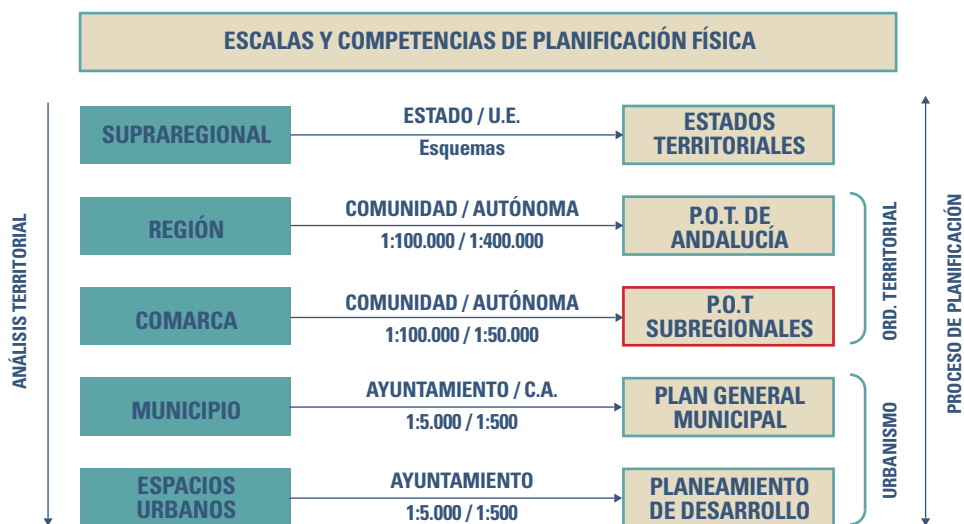 ESCALAS Y COMPETENCIAS DE PLANIFICACIÓN FÍSICA
ANÁLISIS TERRITORIAL
SUPRAREGIONAL
ESTADO / U.E.
Esquemas
ESTADOS
TERRITORIALES
REGIÓN
COMUNIDAD / AUTÓNOMA
1:100.000 / 1:400.000
P.O.T. DE
ANDALUCÍA
COMARCA
COMUNIDAD / AUTÓNOMA
1:100.000 / 1:50.000
P.O.T
SUBREGIONALES
ORD. TERRITORIAL
MUNICIPIO
AYUNTAMIENTO / C.A.
1:5.000 / 1:500
PLAN GENERAL
MUNICIPAL
ESPACIOS
URBANOS
AYUNTAMIENTO
1:5.000 / 1:500
PLANEAMIENTO
DE DESARROLLO
URBANISMO
PROCESO DE PLANIFICACIÓN